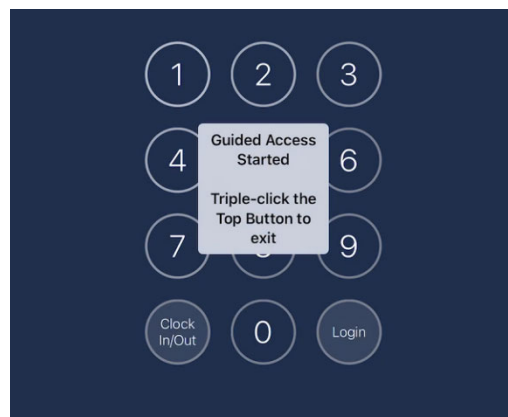 1 2 3
Guided Access
Started
4 6
Triple-click the
Top Button to
exit
7 9
Clock
In/Out
0 Login